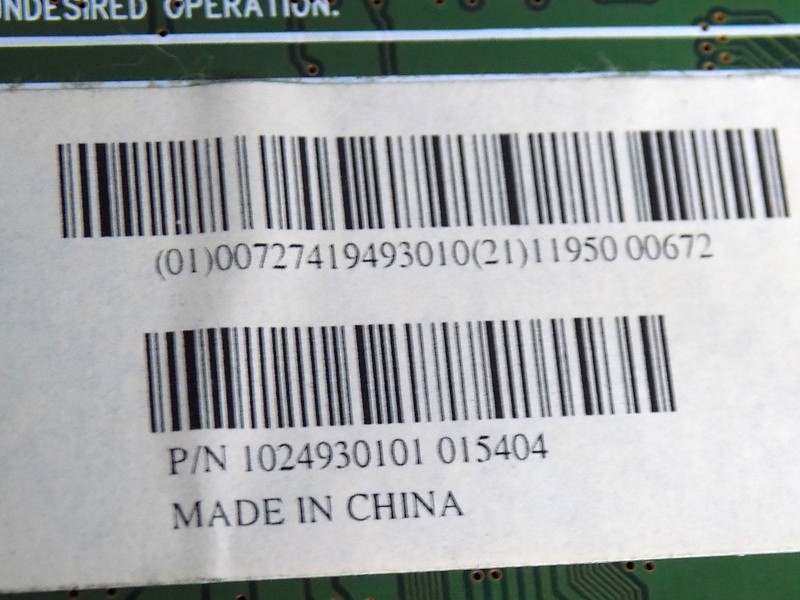 UNDESIRED OPERATION.
(01)00727419493010(21)11950 00672
P/N 1024930101 015404
MADE IN CHINA